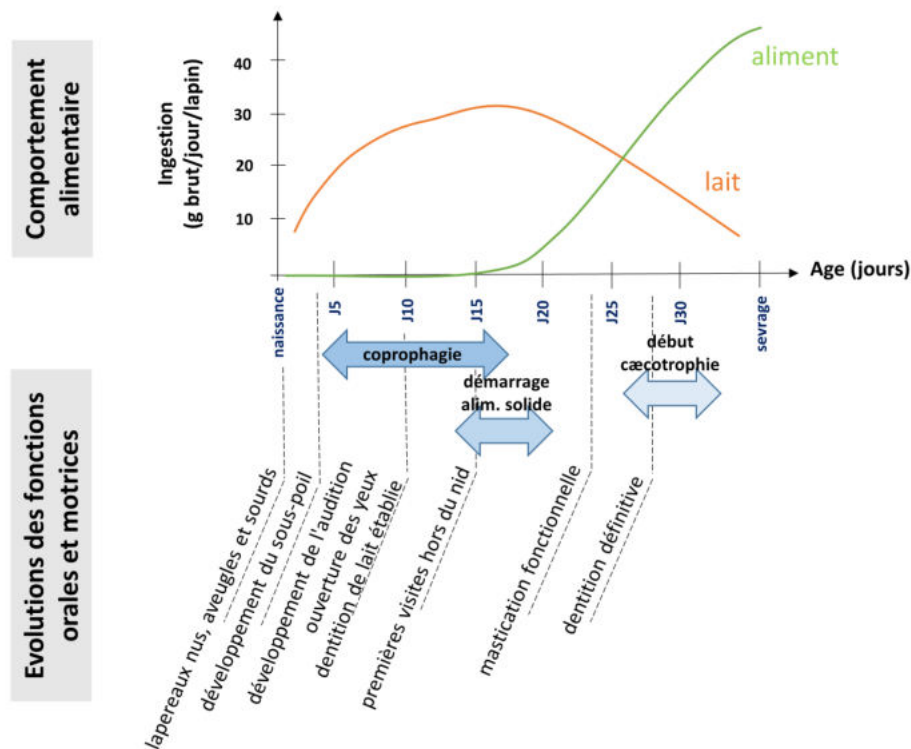 Comportement
alimentaire
Ingestion
(g brut/jour/lapin)
40
30
20
10
aliment
lait
Age (jours)
naissance
J5
J10
J15
J20
J25
J30
sevrage
Evolutions des fonctions
orales et motrices
coprophagie
démarrage
alim. solide
début
cæcotrophie
lapereaux nus, aveugles et sourds
développement du sous-poil
développement de l'audition
ouverture des yeux
dentition de lait établie
premières visites hors du nid
mastication fonctionnelle
dentition définitive